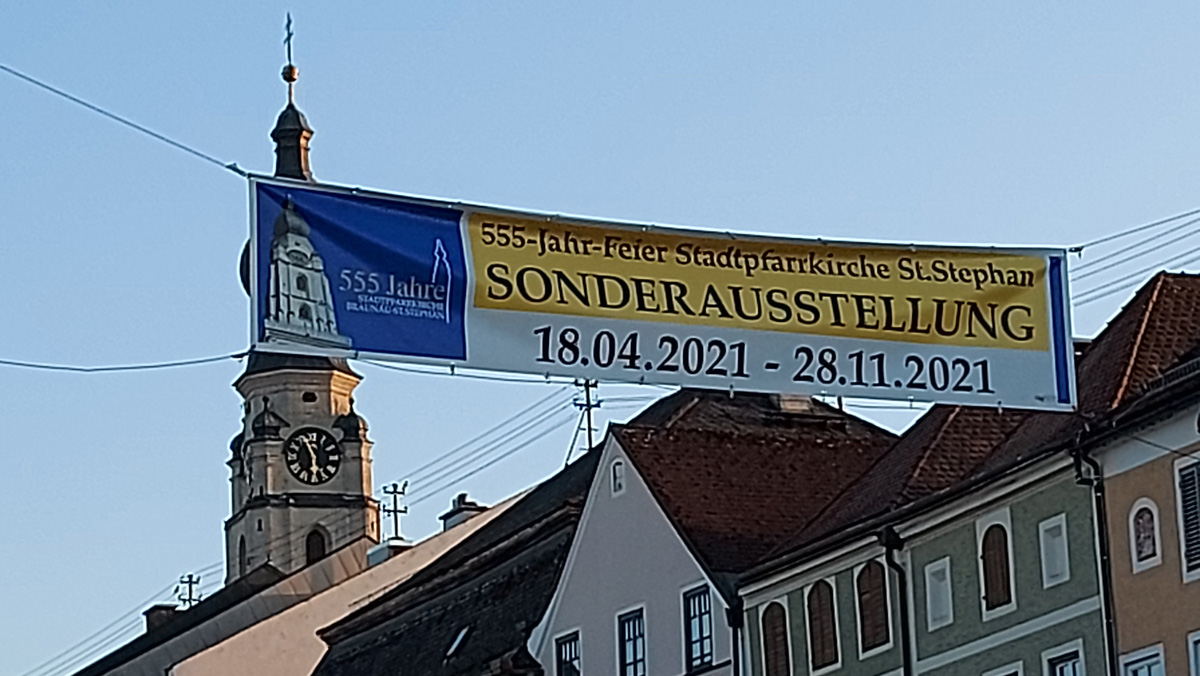 555 Jahre
STADTPFARRKIRCHE
BRAUNAU-ST.STEPHAN
555-Jahr-Feier Stadtpfarrkirche St.Stephan
SONDERAUSSTELLUNG
18.04.2021 - 28.11.2021